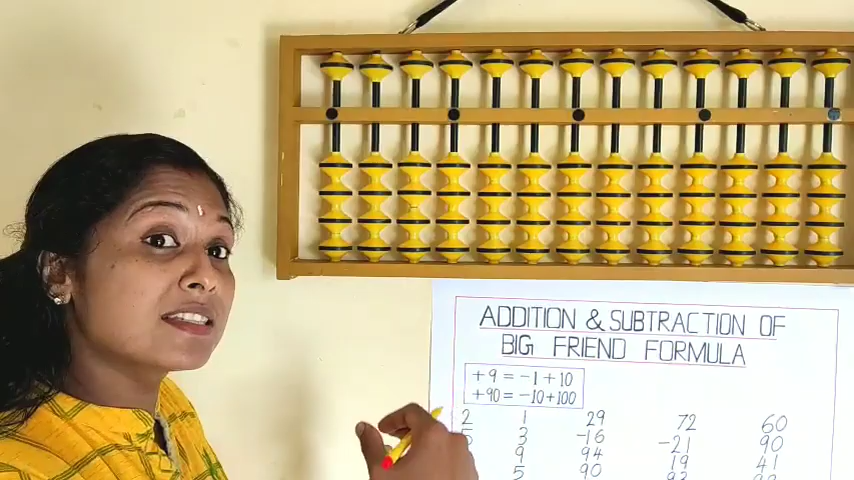 ADDITION & SUBTRACTION OF
BIG FRIEND FORMULA
+9 = -1+10
+90 = -10+100
2 1 29 72 60
3 -16 -21 90
9 94 19 41
5 90